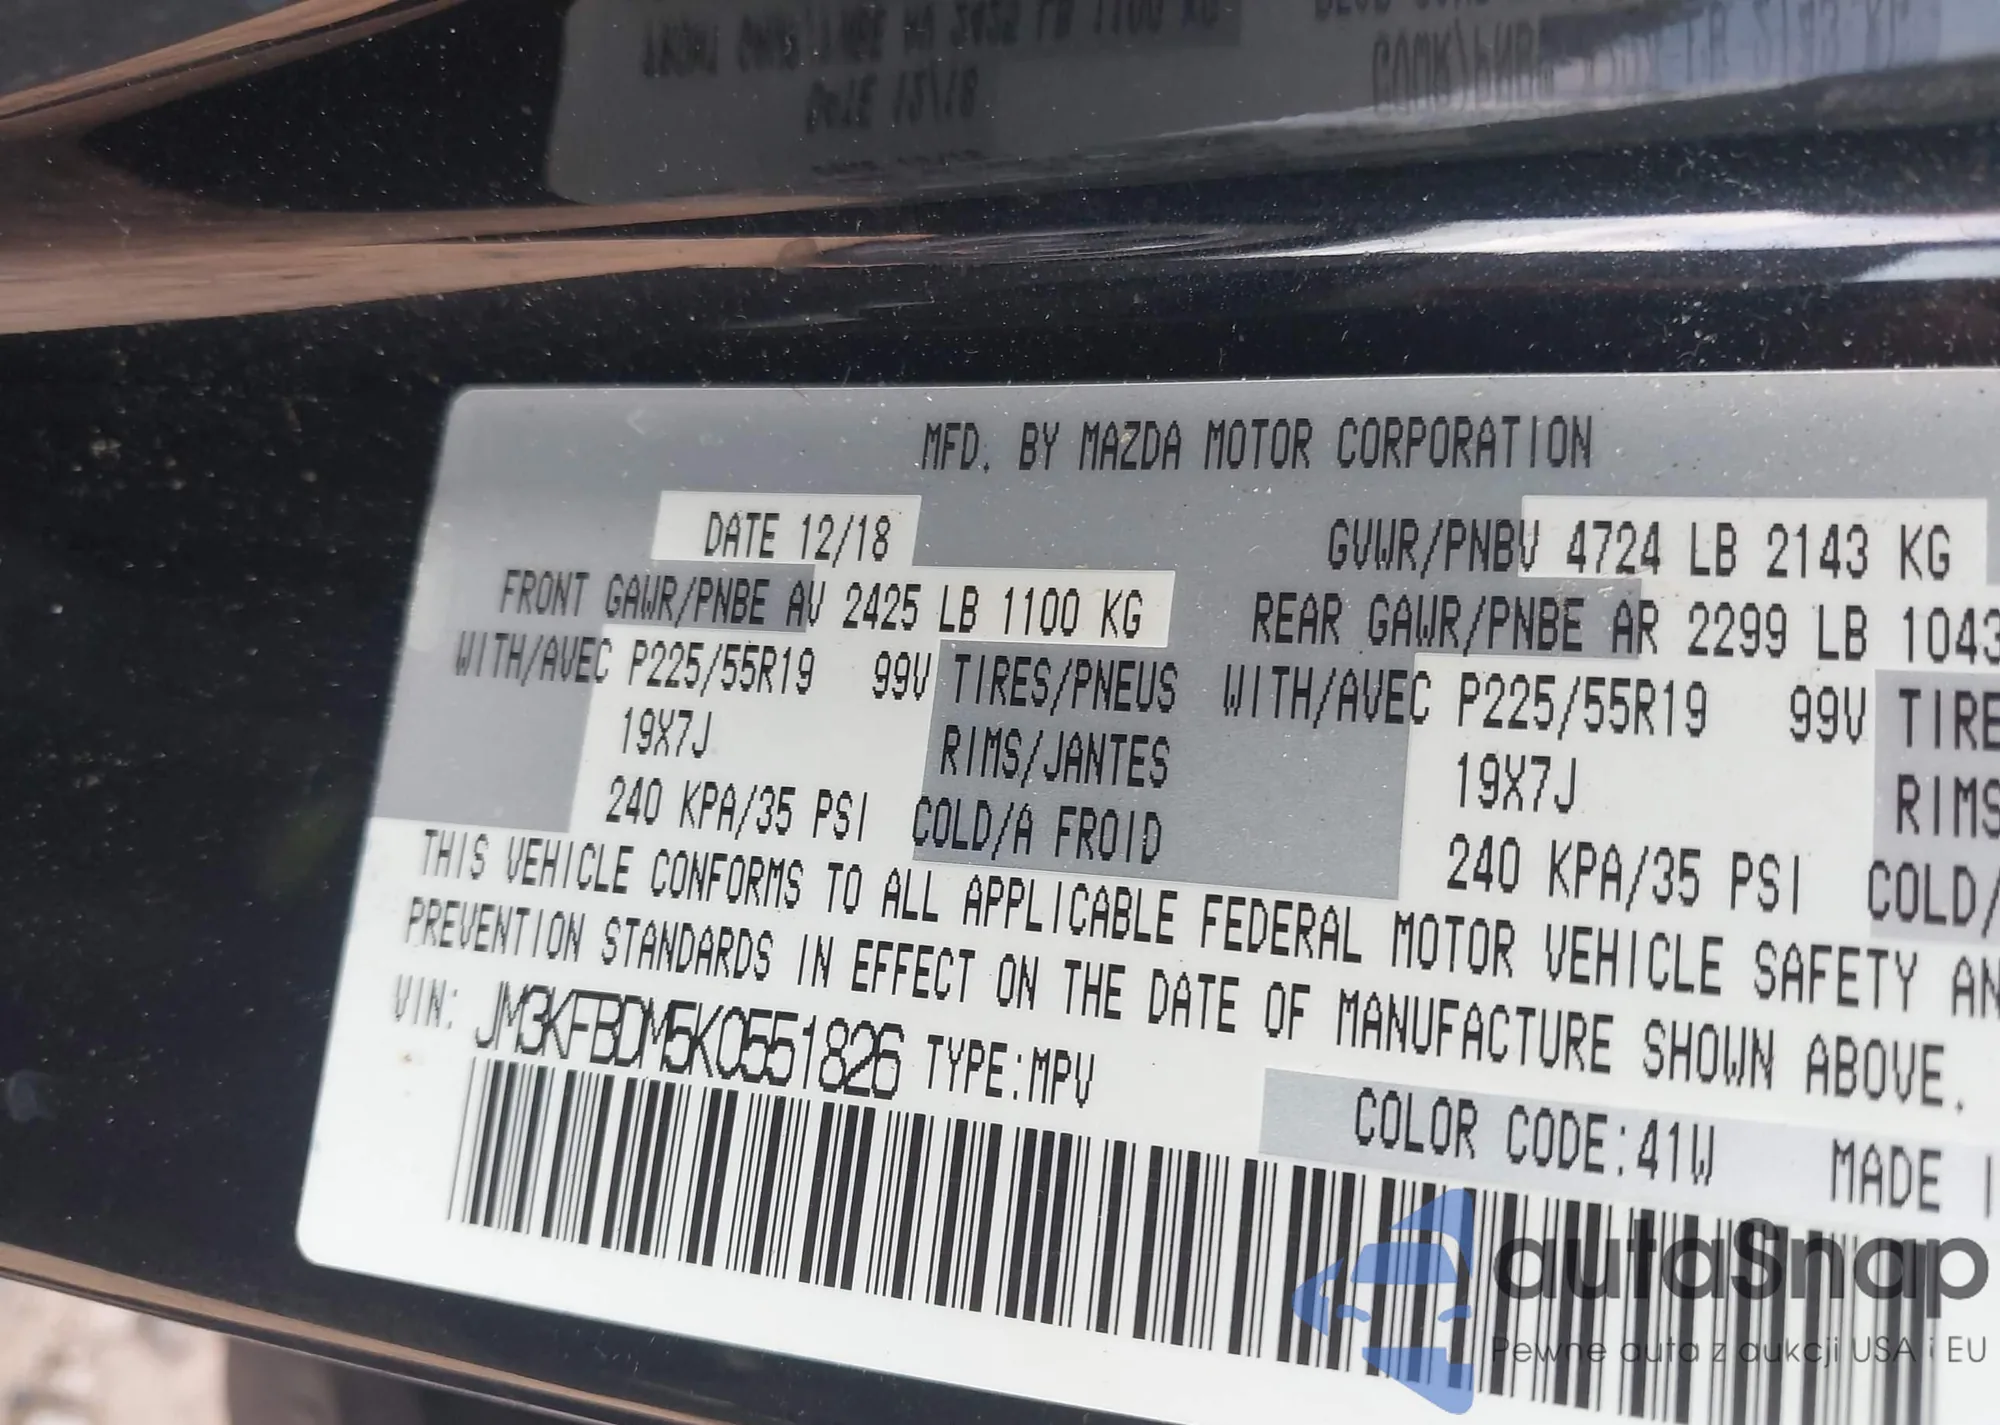 MFD. BY MAZDA MOTOR CORPORATION
DATE 12/18 GVWR/PNBV 4724 LB 2143 KG
FRONT GAWR/PNBE AV 2425 LB 1100 KG REAR GAWR/PNBE AR 2299 LB 1043
WITH/AVEC P225/55R19 99V TIRES/PNEUS WITH/AVEC P225/55R19 99V TIRE
19X7J RIMS/JANTES 19X7J RIMS
240 KPA/35 PSI COLD/A FROID 240 KPA/35 PSI COLD/
THIS VEHICLE CONFORMS TO ALL APPLICABLE FEDERAL MOTOR VEHICLE SAFETY AN
PREVENTION STANDARDS IN EFFECT ON THE DATE OF MANUFACTURE SHOWN ABOVE.
VIN: JM3KFBDM5K0551826 TYPE:MPV
COLOR CODE:41W MADE I
autaSnap
Pewne auta z aukcji USA i EU